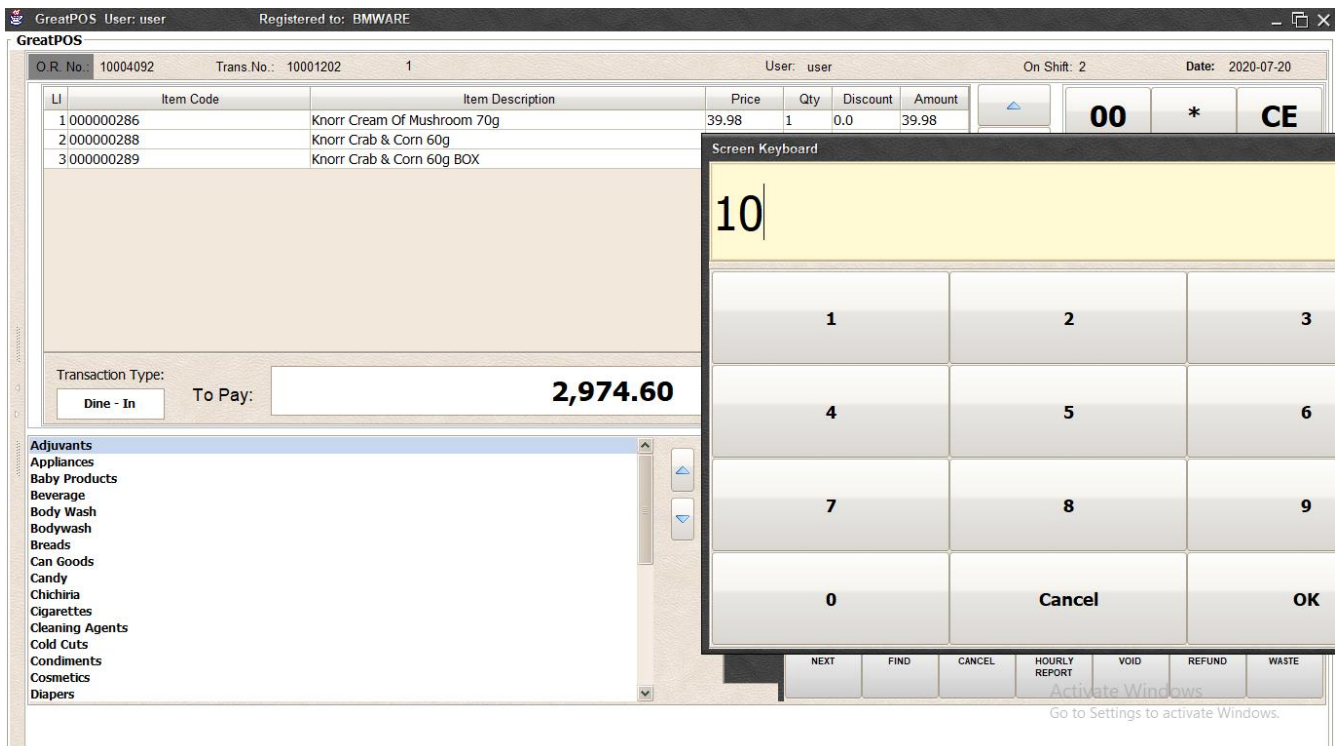 GreatPOS User: user Registered to: BMWARE
GreatPOS
O.R. No.: 10004092 Trans.No.: 10001202 1 User: user On Shift: 2 Date: 2020-07-20
LI Item Code Item Description Price Qty Discount Amount
1 000000286 Knorr Cream Of Mushroom 70g 39.98 1 0.0 39.98
2 000000288 Knorr Crab & Corn 60g
3 000000289 Knorr Crab & Corn 60g BOX
00 * CE
Screen Keyboard
10
1 2 3
4 5 6
7 8 9
0 Cancel OK
Transaction Type:
Dine - In
To Pay: 2,974.60
Adjuvants
Appliances
Baby Products
Beverage
Body Wash
Bodywash
Breads
Can Goods
Candy
Chichiria
Cigarettes
Cleaning Agents
Cold Cuts
Condiments
Cosmetics
Diapers
NEXT FIND CANCEL HOURLY REPORT VOID REFUND WASTE
Activate Windows
Go to Settings to activate Windows.